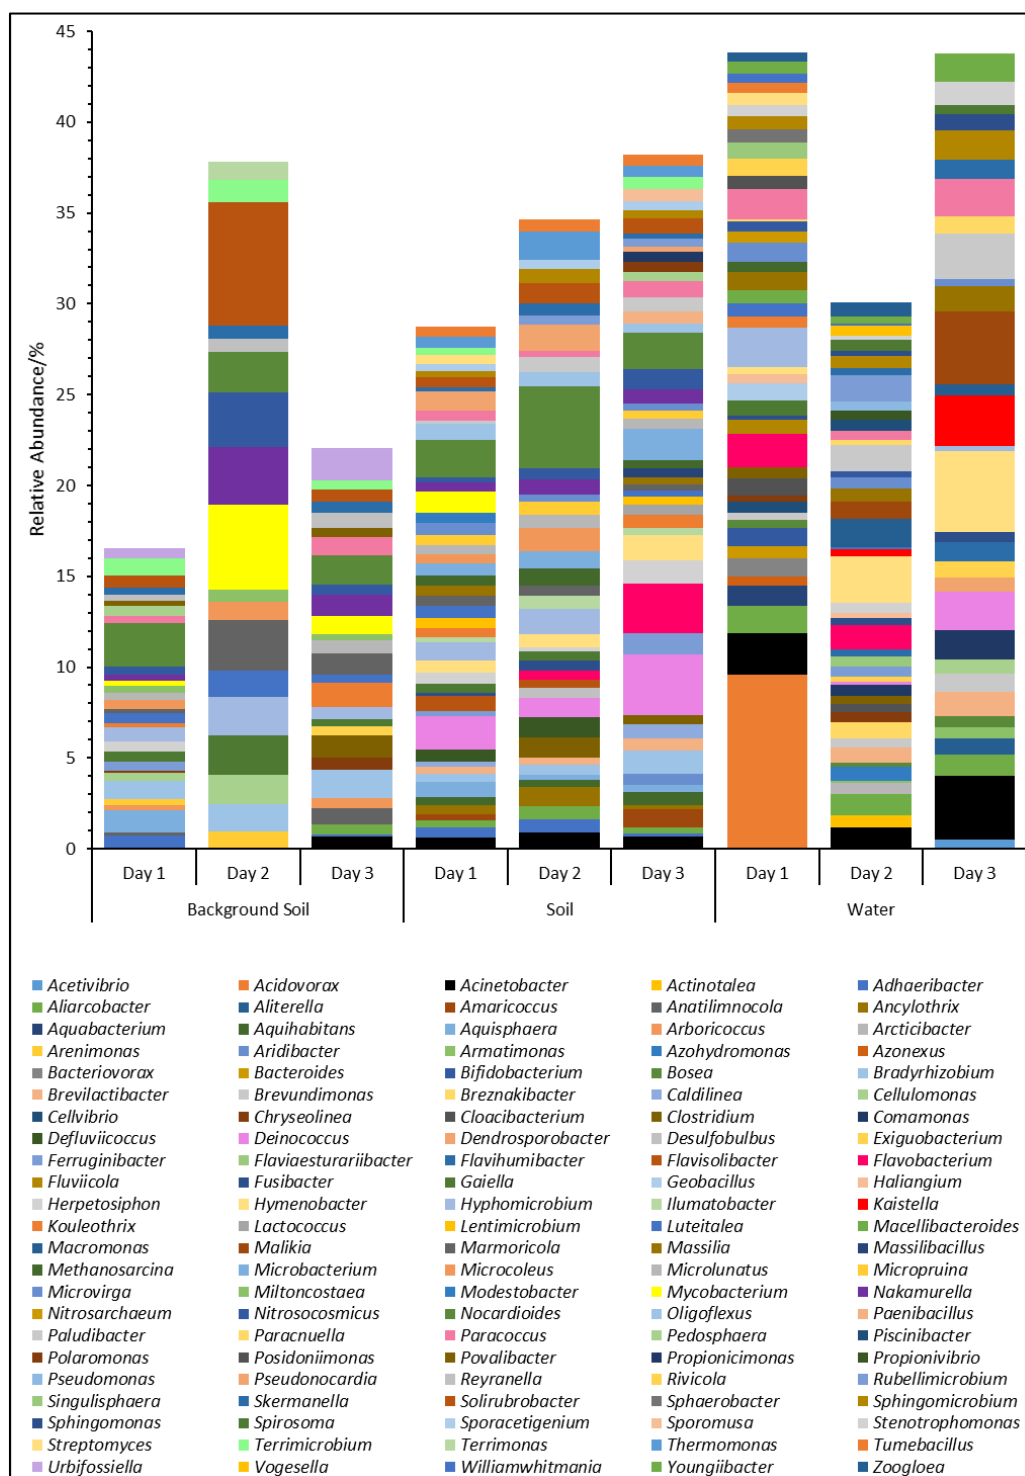 45
40
35
30
25
20
15
10
5
0
Relative Abundance/%
Day 1 Day 2 Day 3 Day 1 Day 2 Day 3 Day 1 Day 2 Day 3
Background Soil Soil Water
Acetivibrio Acidovorax Acinetobacter Actinotalea Adhaeribacter
Aliarcobacter Aliterella Amaricoccus Anatilimnocola Ancylothrix
Aquabacterium Aquihabitans Aquisphaera Arboricoccus Arcticibacter
Arenimonas Aridibacter Armatimonas Azohydromonas Azonexus
Bacteriovorax Bacteroides Bifidobacterium Bosea Bradyrhizobium
Brevilactibacter Brevundimonas Breznakibacter Caldilinea Cellulomonas
Cellvibrio Chryseolinea Cloacibacterium Clostridium Comamonas
Defluviicoccus Deinococcus Dendrosporobacter Desulfobulbus Exiguobacterium
Ferruginibacter Flaviaesturariibacter Flavihumibacter Flavisolibacter Flavobacterium
Fluviicola Fusibacter Gaiella Geobacillus Haliangium
Herpetosiphon Hymenobacter Hyphomicrobium Ilumatobacter Kaistella
Kouleothrix Lactococcus Lentimicrobium Luteitalea Macellibacteroides
Macromonas Malikia Marmoricola Massilia Massilibacillus
Methanosarcina Microbacterium Microcoleus Microlunatus Micropruina
Microvirga Miltoncostaea Modestobacter Mycobacterium Nakamurella
Nitrosarchaeum Nitrosocosmicus Nocardioides Oligoflexus Paenibacillus
Paludibacter Paracnuella Paracoccus Pedosphaera Piscinibacter
Polaromonas Posidoniimonas Povalibacter Propionicimonas Propionivibrio
Pseudomonas Pseudonocardia Reyranella Rivicola Rubellimicrobium
Singulisphaera Skermanella Solirubrobacter Sphaerobacter Sphingomicrobium
Sphingomonas Spirosoma Sporacetigenium Sporomusa Stenotrophomonas
Streptomyces Terrimicrobium Terrimonas Thermomonas Tumebacillus
Urbifossiella Vogesella Williamwhitmania Youngiibacter Zoogloea